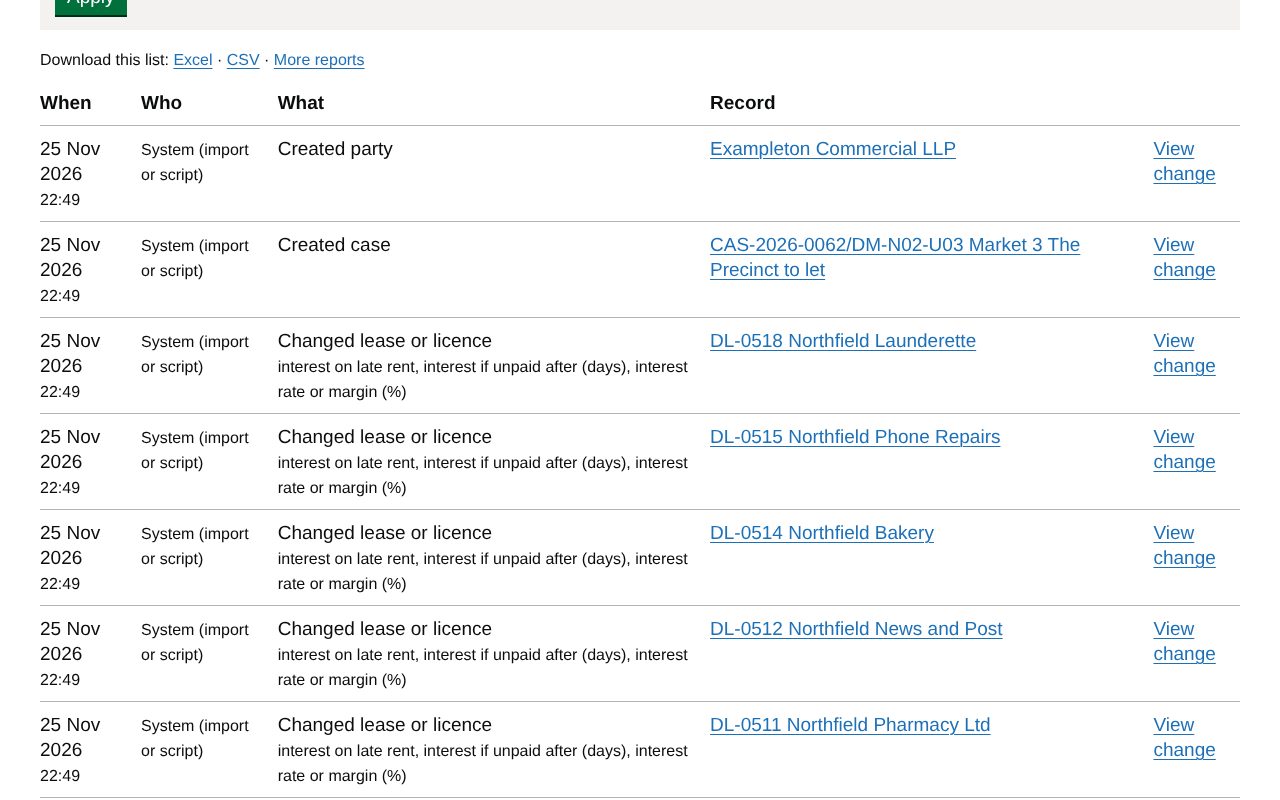 Apply
Download this list: Excel · CSV · More reports
When Who What Record
25 Nov 2026 22:49 System (import or script) Created party Exampleton Commercial LLP View change
25 Nov 2026 22:49 System (import or script) Created case CAS-2026-0062/DM-N02-U03 Market 3 The Precinct to let View change
25 Nov 2026 22:49 System (import or script) Changed lease or licence interest on late rent, interest if unpaid after (days), interest rate or margin (%) DL-0518 Northfield Launderette View change
25 Nov 2026 22:49 System (import or script) Changed lease or licence interest on late rent, interest if unpaid after (days), interest rate or margin (%) DL-0515 Northfield Phone Repairs View change
25 Nov 2026 22:49 System (import or script) Changed lease or licence interest on late rent, interest if unpaid after (days), interest rate or margin (%) DL-0514 Northfield Bakery View change
25 Nov 2026 22:49 System (import or script) Changed lease or licence interest on late rent, interest if unpaid after (days), interest rate or margin (%) DL-0512 Northfield News and Post View change
25 Nov 2026 22:49 System (import or script) Changed lease or licence interest on late rent, interest if unpaid after (days), interest rate or margin (%) DL-0511 Northfield Pharmacy Ltd View change